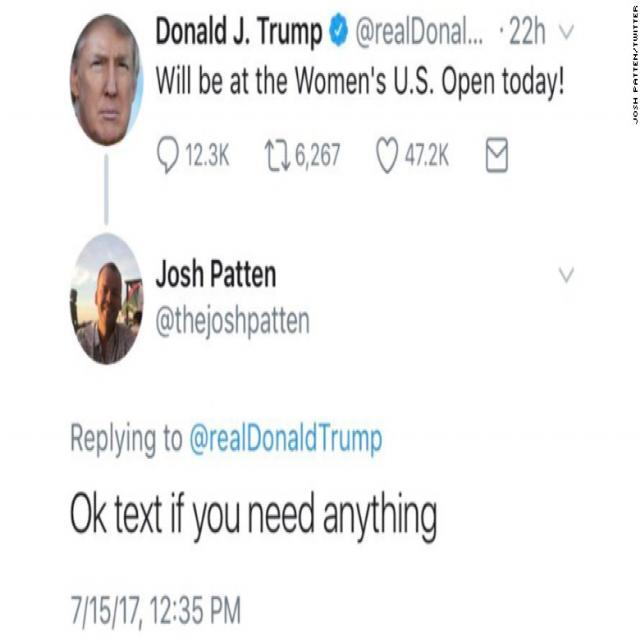 Donald J. Trump @realDonal... · 22h
Will be at the Women's U.S. Open today!
12.3K 6,267 47.2K
Josh Patten
@thejoshpatten
Replying to @realDonaldTrump
Ok text if you need anything
7/15/17, 12:35 PM
JOSH PATTEN/TWITTER